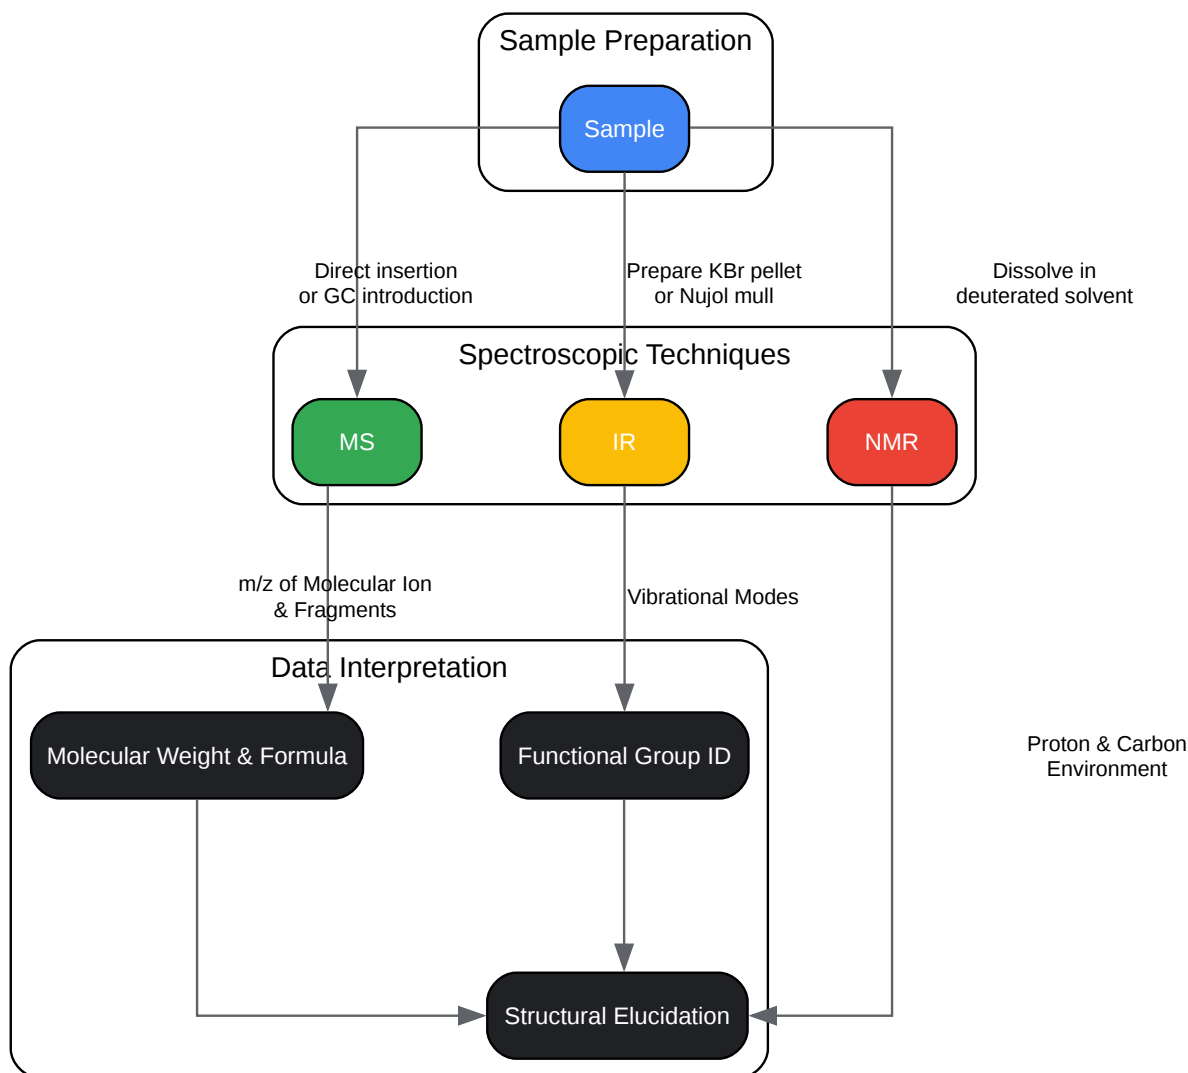 Sample Preparation
Sample
Direct insertion
or GC introduction
Prepare KBr pellet
or Nujol mull
Dissolve in
deuterated solvent
Spectroscopic Techniques
MS
IR
NMR
m/z of Molecular Ion
& Fragments
Vibrational Modes
Data Interpretation
Molecular Weight & Formula
Functional Group ID
Proton & Carbon
Environment
Structural Elucidation